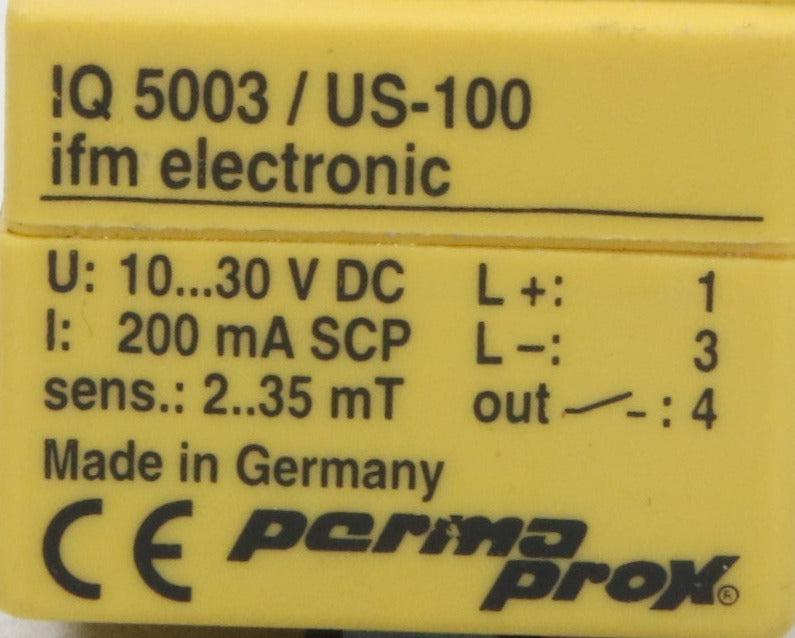 IQ 5003 / US-100
ifm electronic
U: 10...30 V DC L +: 1
I: 200 mA SCP L -: 3
sens.: 2..35 mT out -: 4
Made in Germany
CE perma
prox®